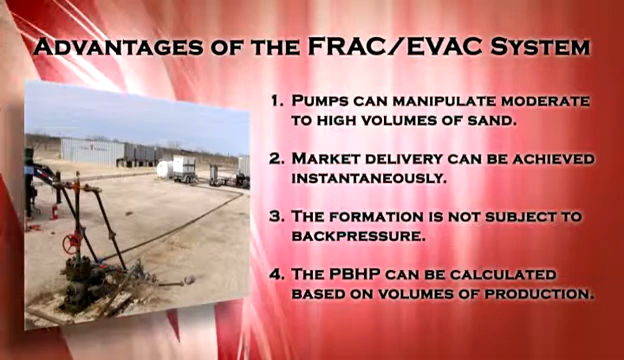 Advantages of the FRAC/EVAC System
1. Pumps can manipulate moderate
to high volumes of sand.
2. Market delivery can be achieved
instantaneously.
3. The formation is not subject to
backpressure.
4. The PBHP can be calculated
based on volumes of production.